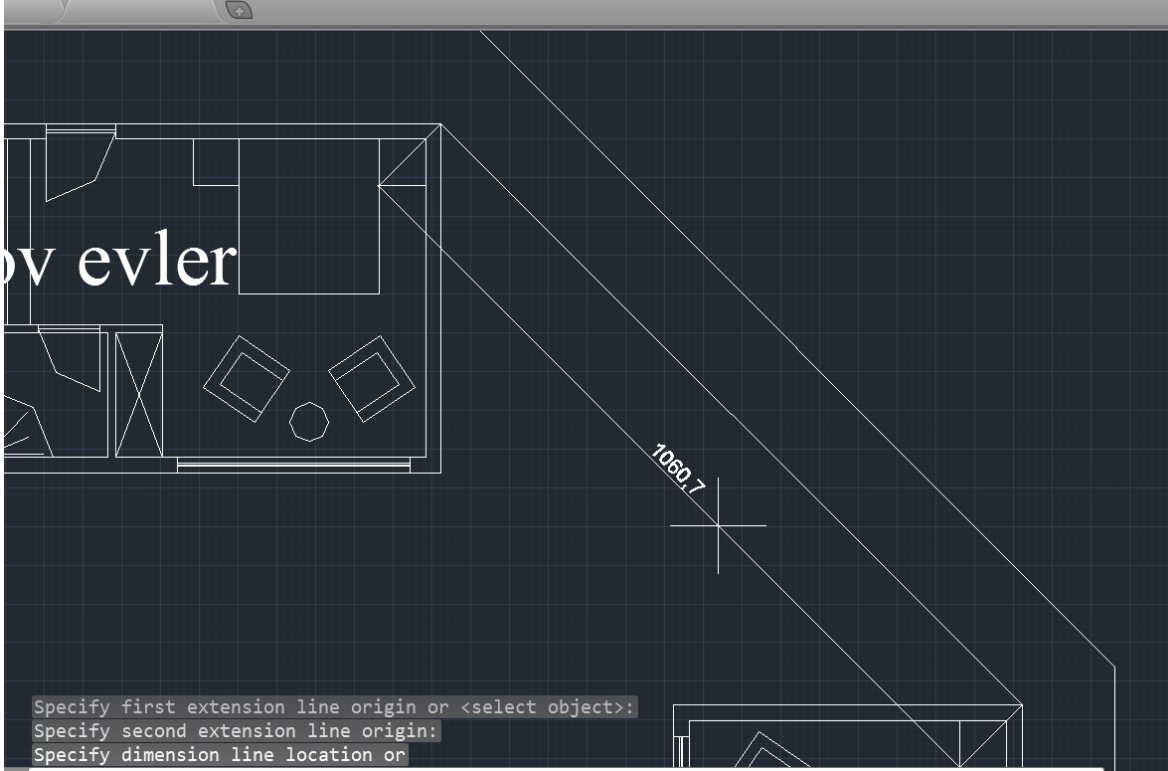 evler
1060,7
Specify first extension line origin or <select object>:
Specify second extension line origin:
Specify dimension line location or